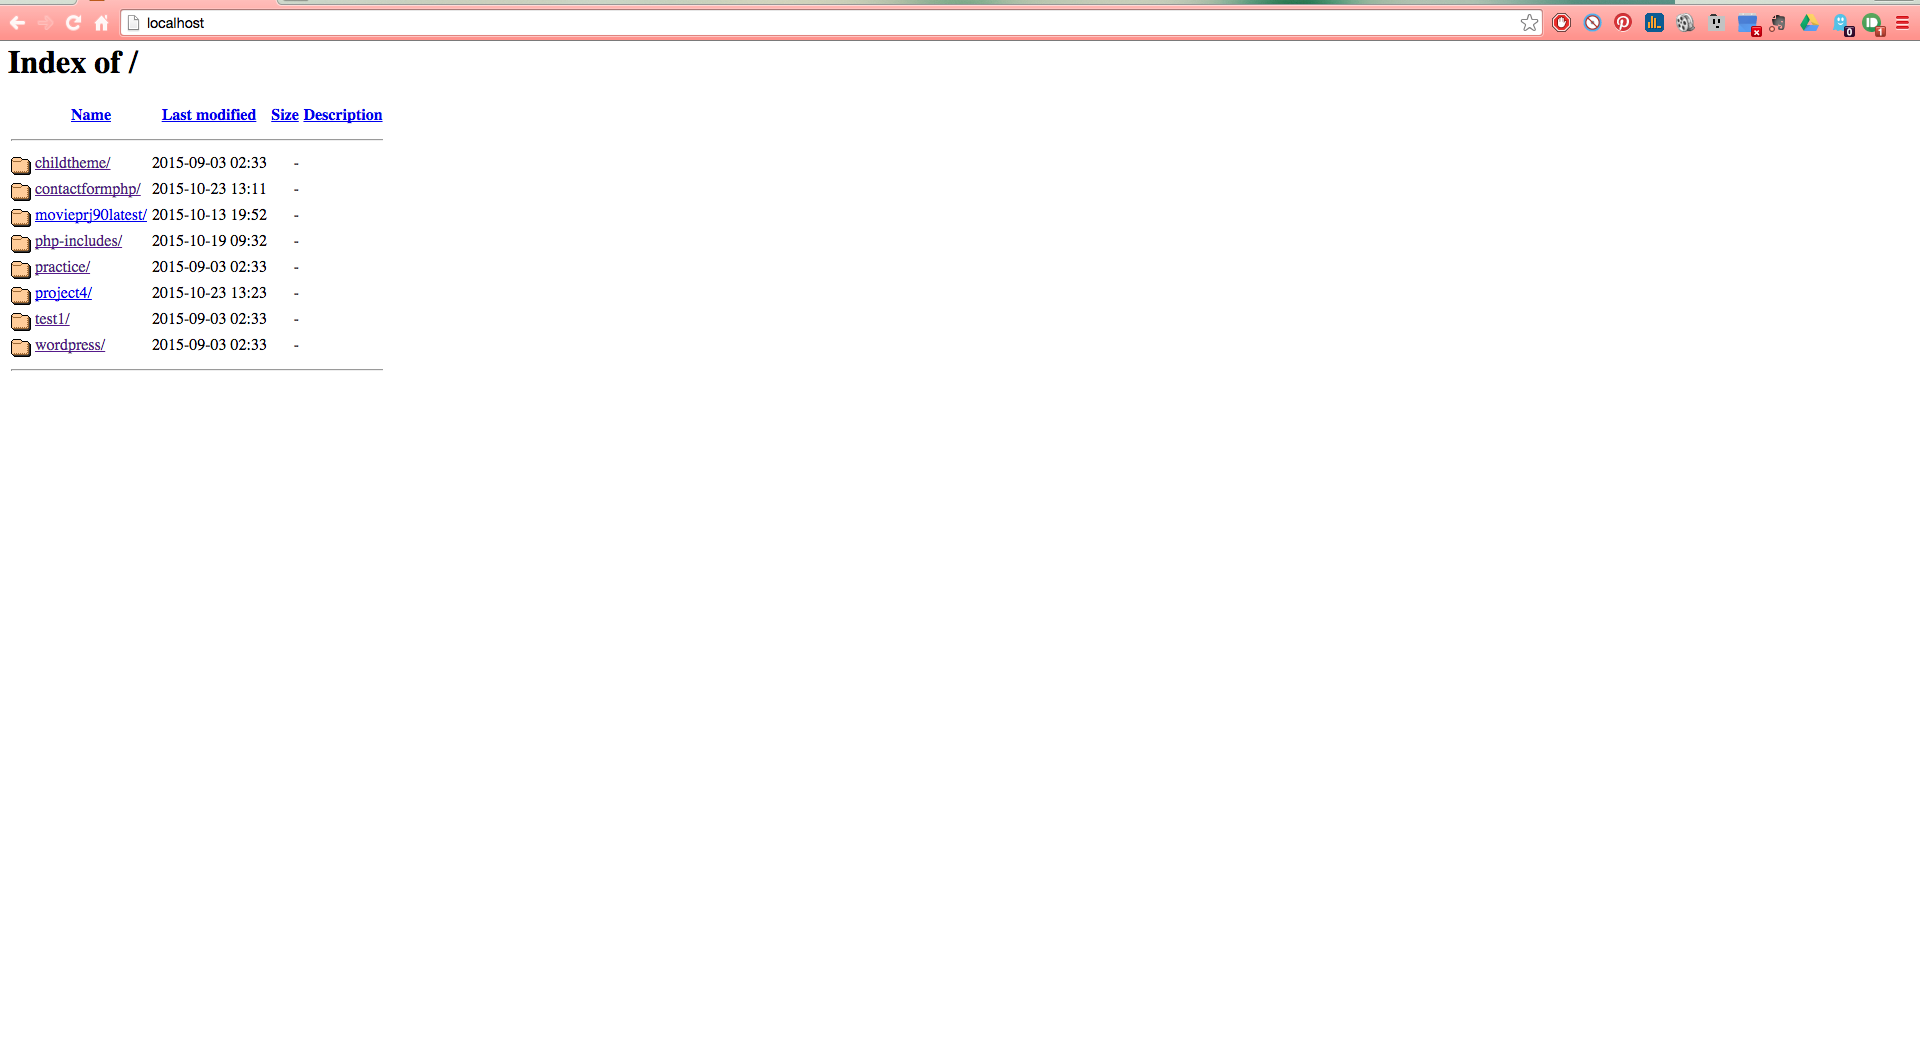 localhost
0
1
Index of /
Name Last modified Size Description
childtheme/ 2015-09-03 02:33 -
contactformphp/ 2015-10-23 13:11 -
movieprj90latest/ 2015-10-13 19:52 -
php-includes/ 2015-10-19 09:32 -
practice/ 2015-09-03 02:33 -
project4/ 2015-10-23 13:23 -
test1/ 2015-09-03 02:33 -
wordpress/ 2015-09-03 02:33 -